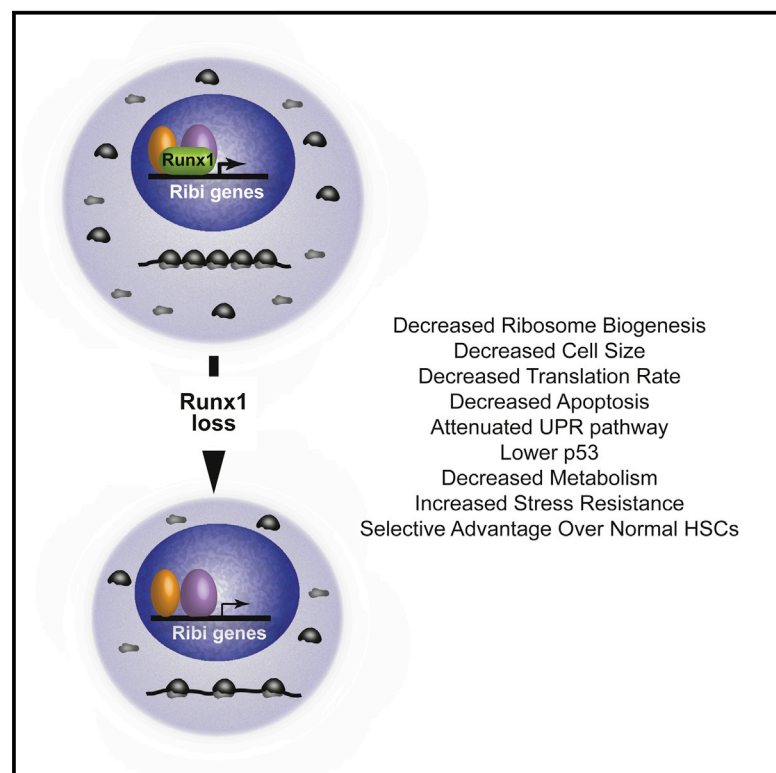 Runx1
Ribi genes
Runx1
loss
Decreased Ribosome Biogenesis
Decreased Cell Size
Decreased Translation Rate
Decreased Apoptosis
Attenuated UPR pathway
Lower p53
Decreased Metabolism
Increased Stress Resistance
Selective Advantage Over Normal HSCs
Ribi genes